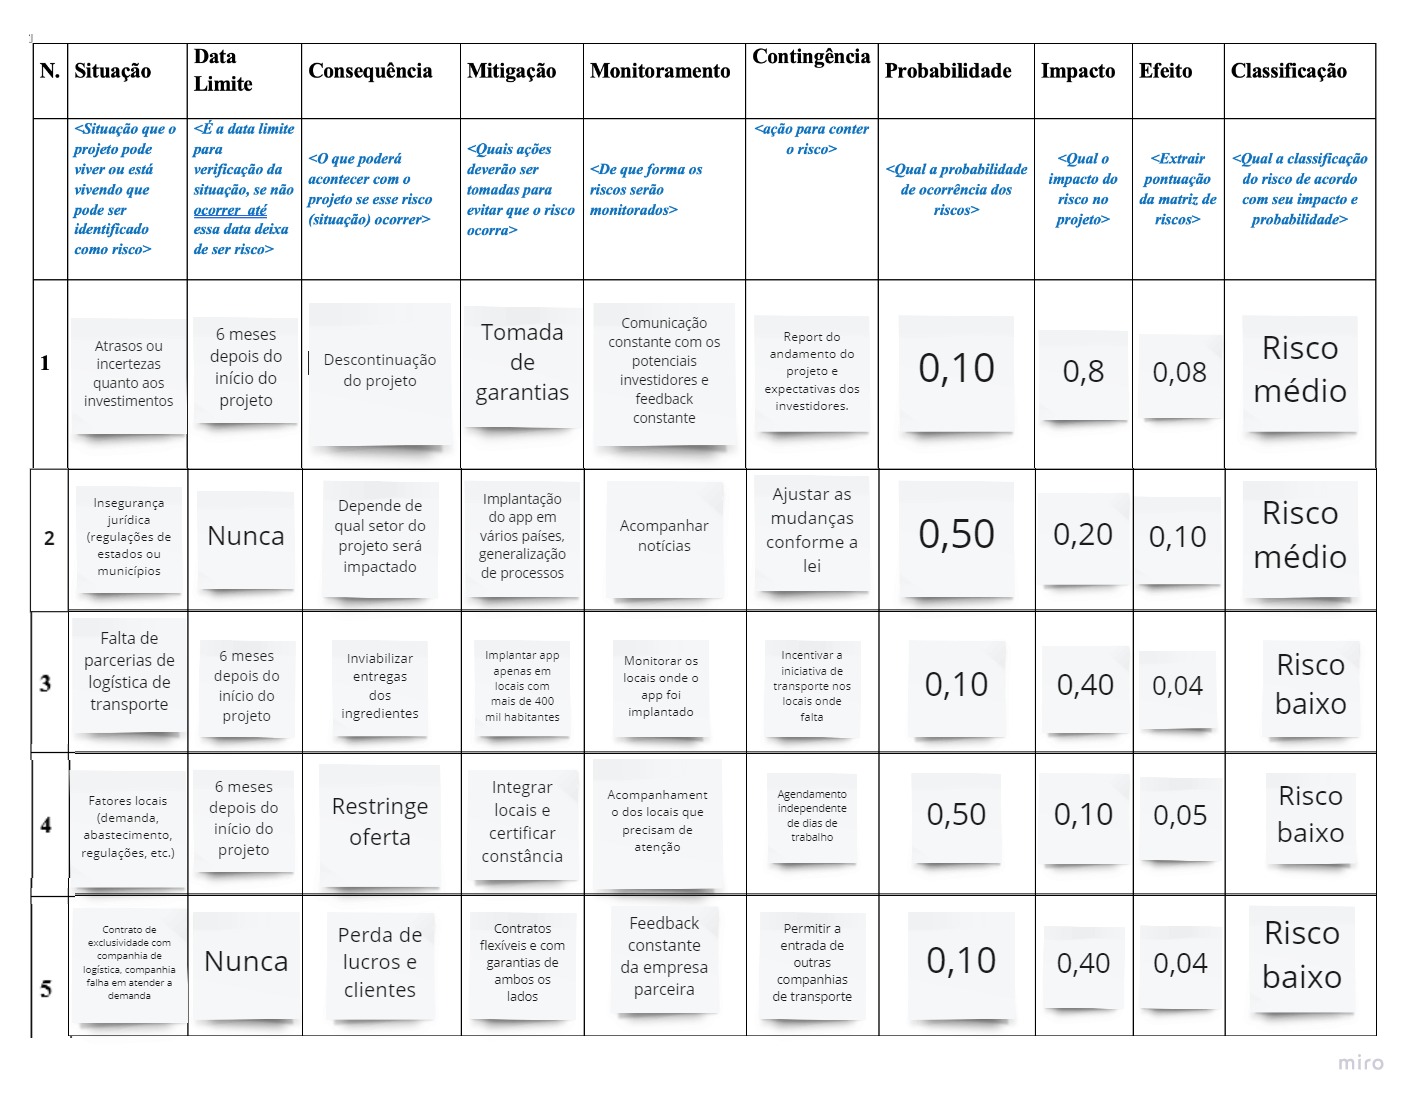 N.
Situação
Data
Limite
Consequência
Mitigação
Monitoramento
Contingência
Probabilidade
Impacto
Efeito
Classificação
<Situação que o
projeto pode
viver ou está
vivendo que
pode ser
identificado
como risco>
<É a data limite
para
verificação da
situação, se não
ocorrer até
essa data deixa
de ser risco>
<O que poderá
acontecer com o
projeto se esse risco
(situação) ocorrer>
<Quais ações
deverão ser
tomadas para
evitar que o risco
ocorra>
<De que forma os
riscos serão
monitorados>
<ação para conter
o risco>
<Qual a probabilidade
de ocorrência dos
riscos>
<Qual o
impacto do
risco no
projeto>
<Extrair
pontuação
da matriz de
riscos>
<Qual a classificação
do risco de acordo
com seu impacto e
probabilidade>
1
Atrasos ou
incertezas
quanto aos
investimentos
6 meses
depois do
início do
projeto
Descontinuação
do projeto
Tomada
de
garantias
Comunicação
constante com os
potenciais
investidores e
feedback
constante
Report do
andamento do
projeto e
expectativas dos
investidores.
0,10
0,8
0,08
Risco
médio
2
Insegurança
jurídica
(regulações de
estados ou
municípios
Nunca
Depende de
qual setor do
projeto será
impactado
Implantação
do app em
vários países,
generalização
de processos
Acompanhar
notícias
Ajustar as
mudanças
conforme a
lei
0,50
0,20
0,10
Risco
médio
3
Falta de
parcerias de
logística de
transporte
6 meses
depois do
início do
projeto
Inviabilizar
entregas
dos
ingredientes
Implantar app
apenas em
locais com
mais de 400
mil habitantes
Monitorar os
locais onde o
app foi
implantado
Incentivar a
iniciativa de
transporte nos
locais onde
falta
0,10
0,40
0,04
Risco
baixo
4
Fatores locais
(demanda,
abastecimento,
regulações, etc.)
6 meses
depois do
início do
projeto
Restringe
oferta
Integrar
locais e
certificar
constância
Acompanhament
o dos locais que
precisam de
atenção
Agendamento
independente
de dias de
trabalho
0,50
0,10
0,05
Risco
baixo
5
Contrato de
exclusividade com
companhia de
logística, companhia
falha em atender a
demanda
Nunca
Perda de
lucros e
clientes
Contratos
flexíveis e com
garantias de
ambos os
lados
Feedback
constante
da empresa
parceira
Permitir a
entrada de
outras
companhias
de transporte
0,10
0,40
0,04
Risco
baixo
miro